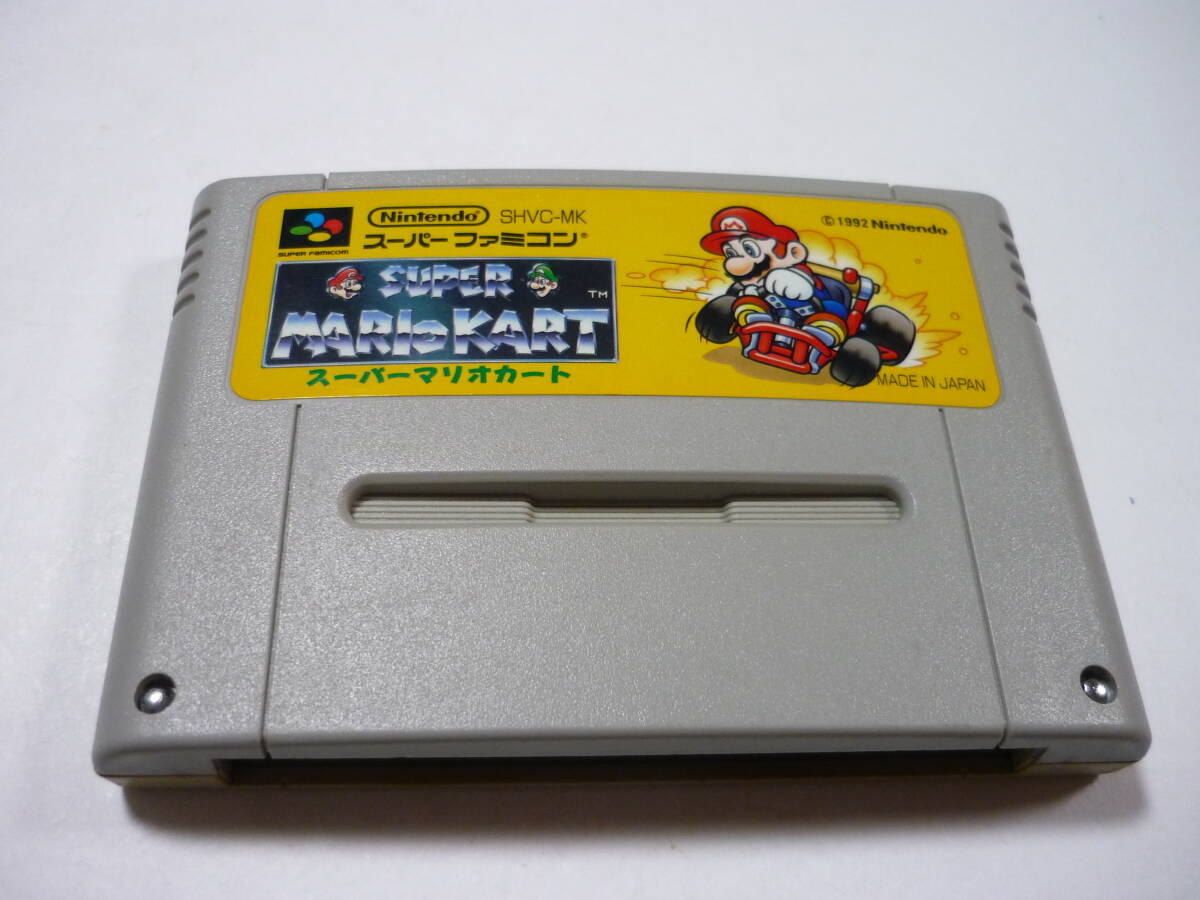 SUPER FAMICOM
Nintendo® SHVC-MK
スーパーファミコン®
SUPER
MARIO KART ™
スーパーマリオカート
M
© 1992 Nintendo
MADE IN JAPAN